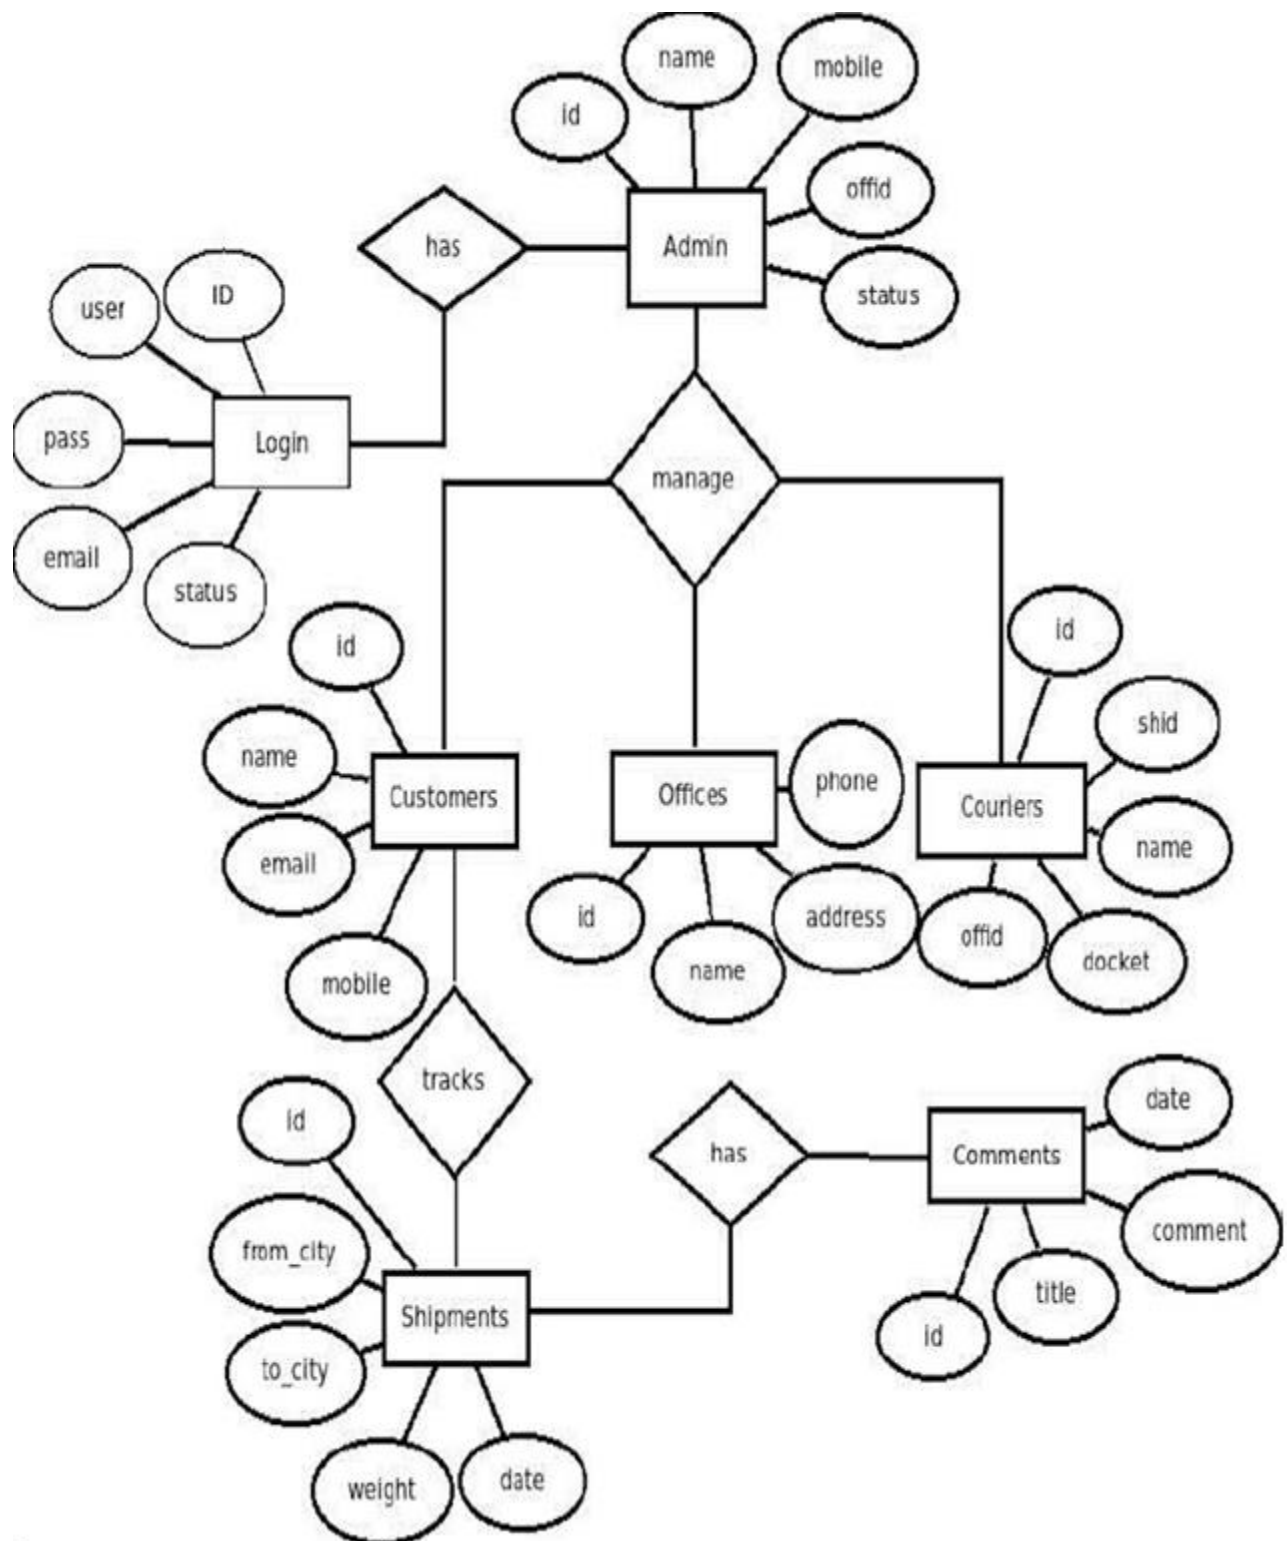 name
mobile
id
offid
has
Admin
status
ID
user
pass
Login
manage
email
status
id
id
shid
name
Customers
Offices
phone
Couriers
name
email
id
address
offid
docket
name
mobile
tracks
date
id
has
Comments
comment
from_city
title
Shipments
id
to_city
weight
date